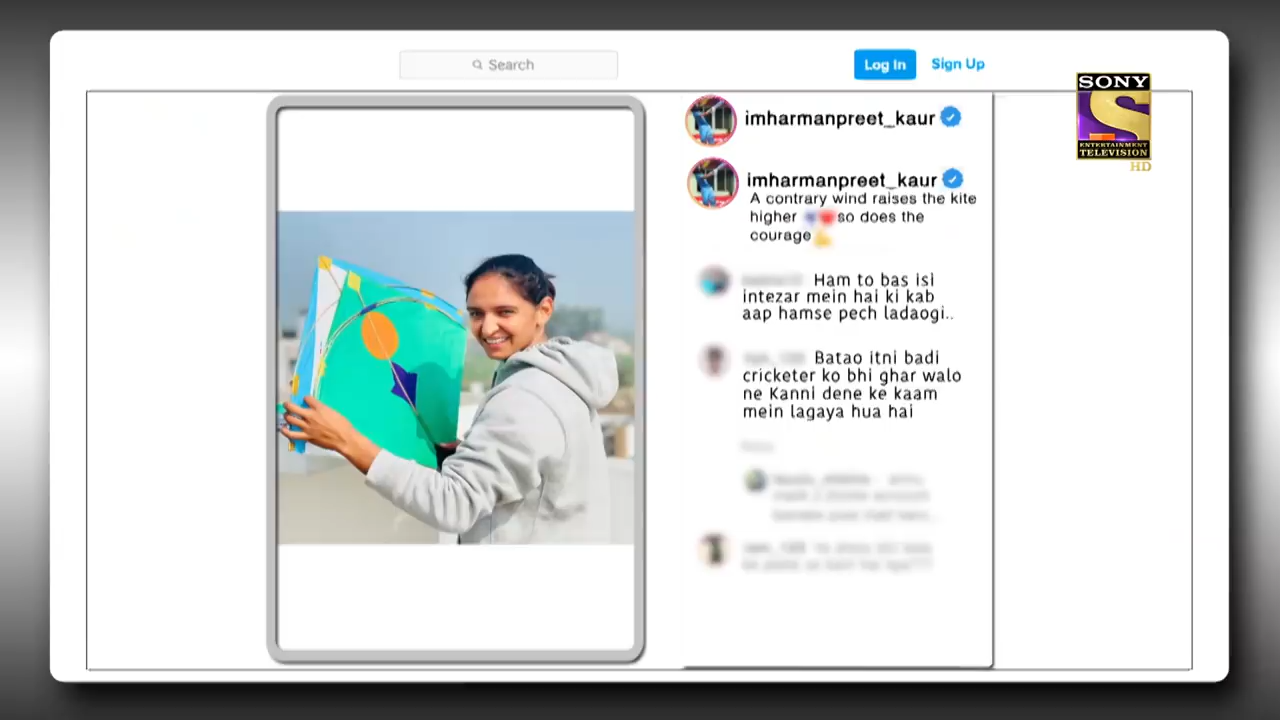 Search
Log In
Sign Up
SONY
ENTERTAINMENT
TELEVISION
HD
imharmanpreet_kaur
imharmanpreet_kaur
A contrary wind raises the kite
higher so does the
courage
Ham to bas isi
intezar mein hai ki kab
aap hamse pech ladaogi..
Batao itni badi
cricketer ko bhi ghar walo
ne Kanni dene ke kaam
mein lagaya hua hai